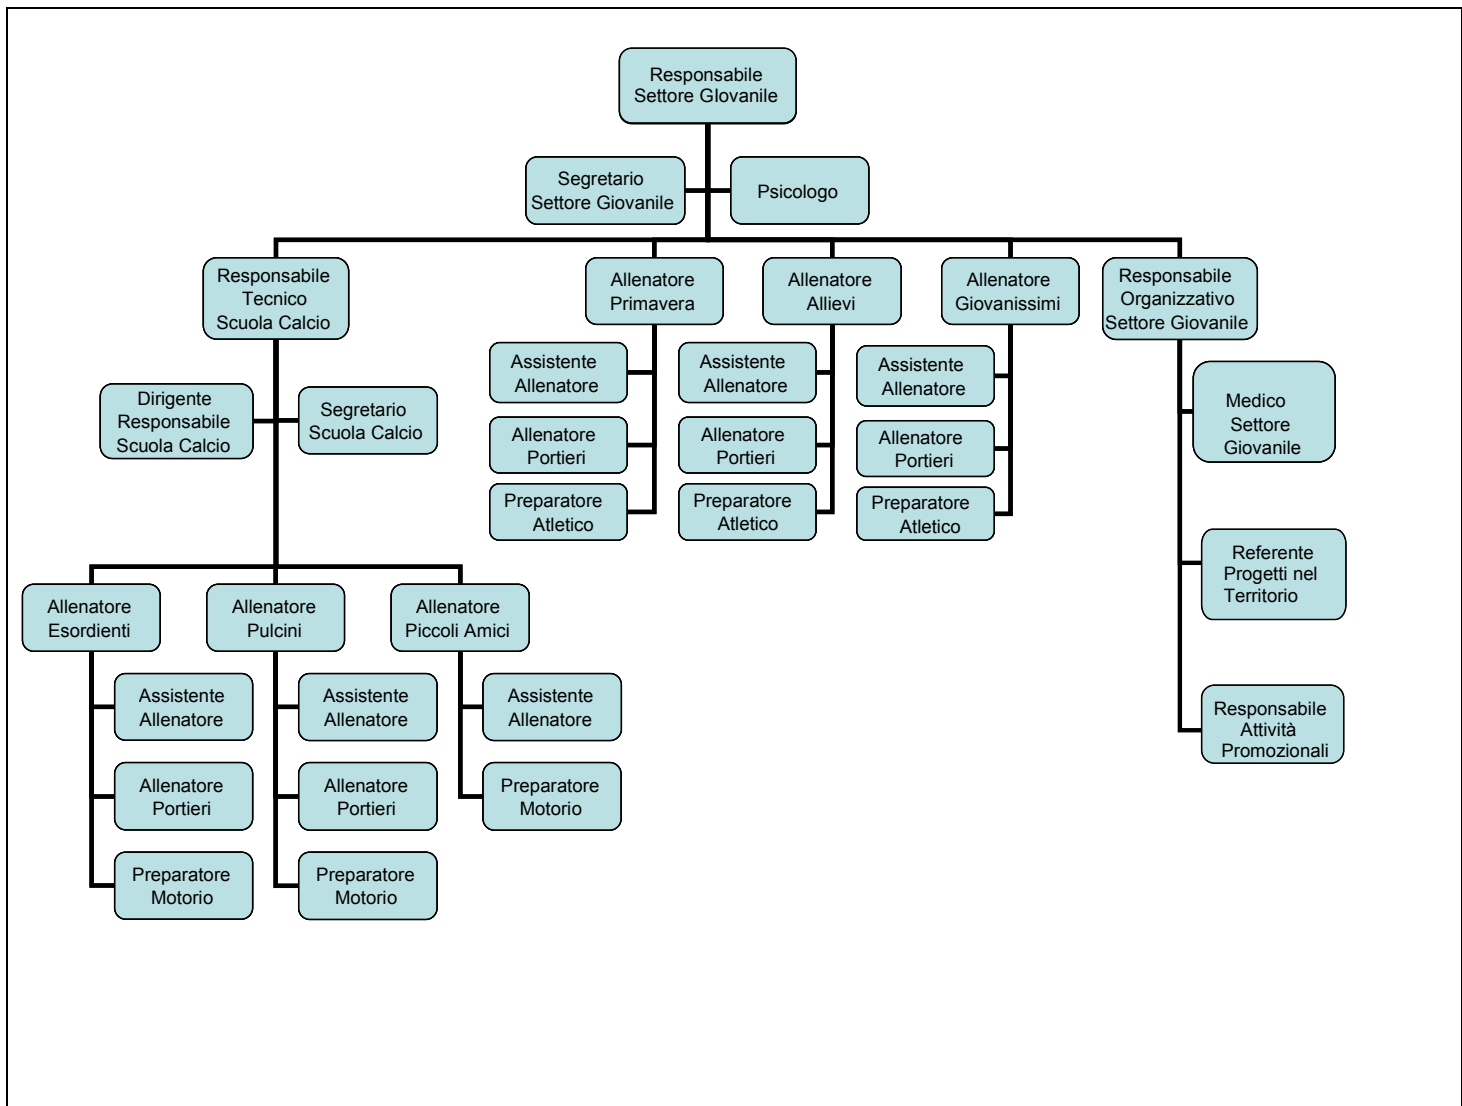 Responsabile
Settore GIovanile
Segretario
Settore Giovanile
Psicologo
Responsabile
Tecnico
Scuola Calcio
Allenatore
Primavera
Allenatore
Allievi
Allenatore
Giovanissimi
Responsabile
Organizzativo
Settore Giovanile
Dirigente
Responsabile
Scuola Calcio
Segretario
Scuola Calcio
Assistente
Allenatore
Allenatore
Portieri
Preparatore
Atletico
Assistente
Allenatore
Allenatore
Portieri
Preparatore
Atletico
Assistente
Allenatore
Allenatore
Portieri
Preparatore
Atletico
Medico
Settore
Giovanile
Referente
Progetti nel
Territorio
Responsabile
Attività
Promozionali
Allenatore
Esordienti
Assistente
Allenatore
Allenatore
Portieri
Preparatore
Motorio
Allenatore
Pulcini
Assistente
Allenatore
Allenatore
Portieri
Preparatore
Motorio
Allenatore
Piccoli Amici
Assistente
Allenatore
Preparatore
Motorio